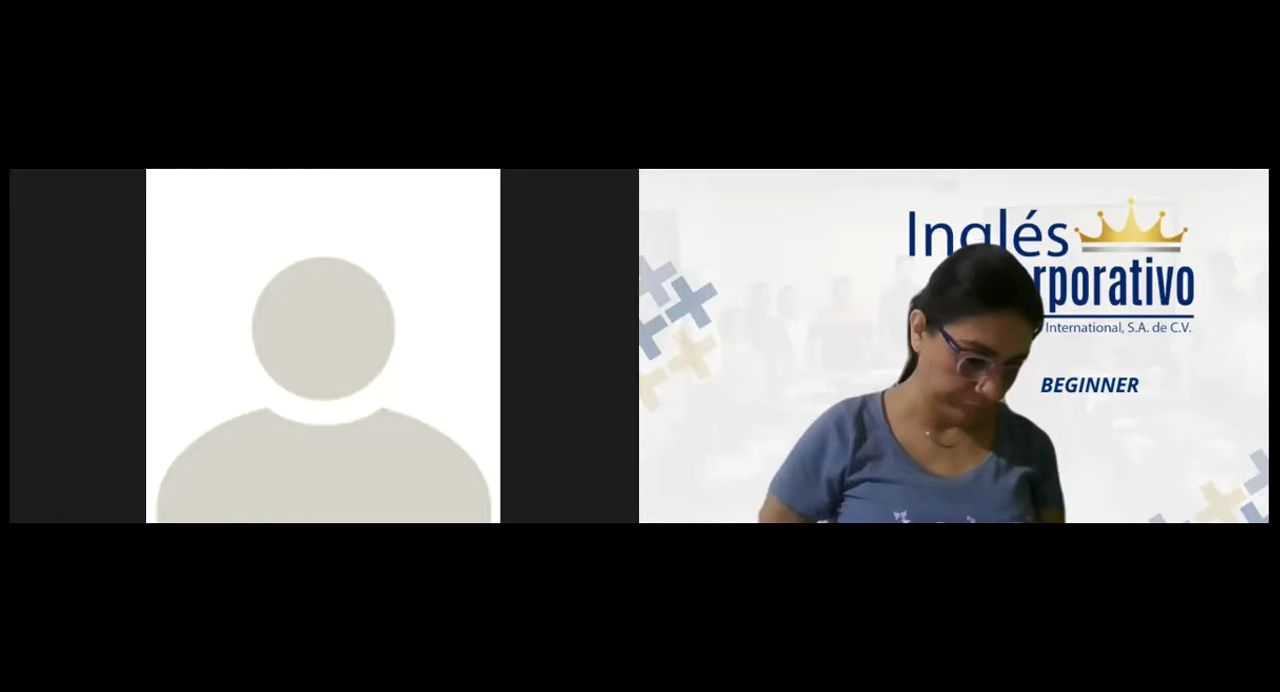 Inglés
rporativo
International, S.A. de C.V.
BEGINNER